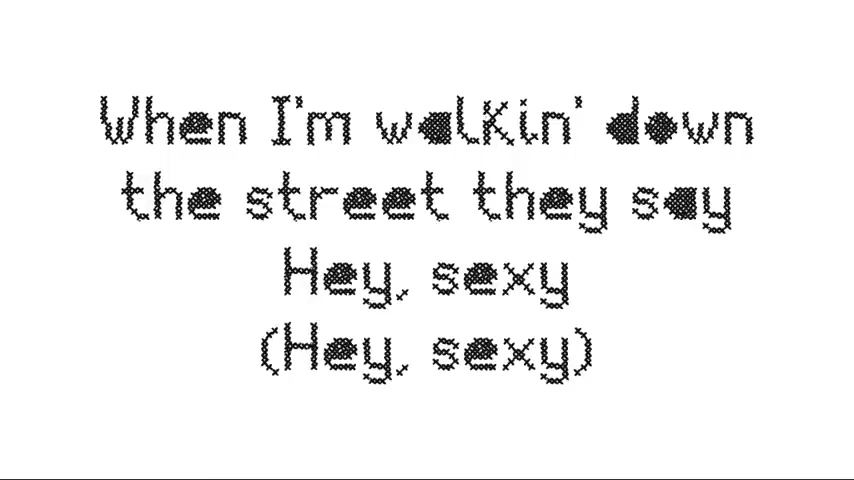 When I'm walkin' down
the street they say
Hey, sexy
(Hey, sexy)